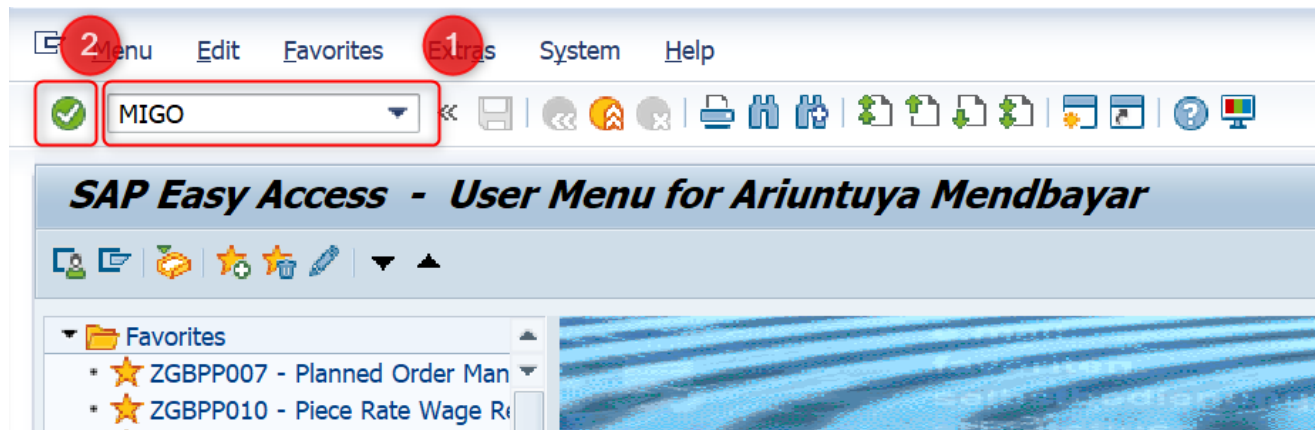 2 Menu Edit Favorites 1 Extras System Help
MIGO
SAP Easy Access - User Menu for Ariuntuya Mendbayar
Favorites
ZGBPP007 - Planned Order Man
ZGBPP010 - Piece Rate Wage Re